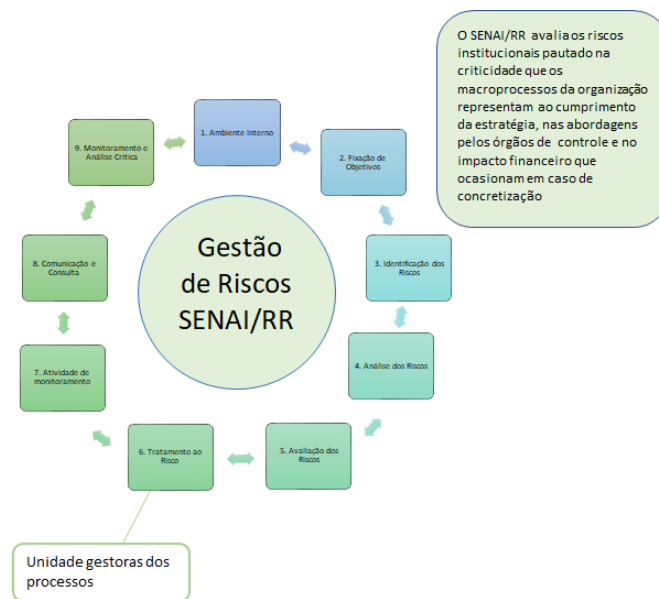 O SENAI/RR avalia os riscos
institucionais pautado na
criticidade que os
macroprocessos da organização
representam ao cumprimento
da estratégia, nas abordagens
pelos órgãos de controle e no
impacto financeiro que
ocasionam em caso de
concretização
1. Ambiente Interno
2. Fixação de
Objetivos
3. Identificação dos
Riscos
4. Análise dos Riscos
5. Avaliação dos
Riscos
6. Tratamento ao
Risco
7. Atividade de
monitoramento
8. Comunicação e
Consulta
9. Monitoramento e
Análise Crítica
Gestão
de Riscos
SENAI/RR
Unidade gestoras dos
processos